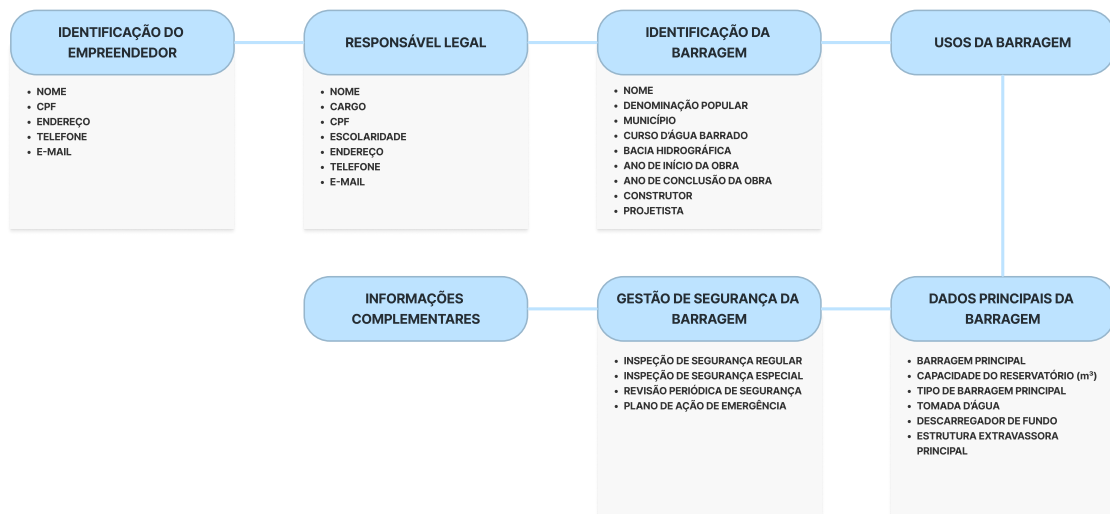 IDENTIFICAÇÃO DO
EMPREENDEDOR
• NOME
• CPF
• ENDEREÇO
• TELEFONE
• E-MAIL
RESPONSÁVEL LEGAL
• NOME
• CARGO
• CPF
• ESCOLARIDADE
• ENDEREÇO
• TELEFONE
• E-MAIL
IDENTIFICAÇÃO DA
BARRAGEM
• NOME
• DENOMINAÇÃO POPULAR
• MUNICÍPIO
• CURSO D'ÁGUA BARRADO
• BACIA HIDROGRÁFICA
• ANO DE INÍCIO DA OBRA
• ANO DE CONCLUSÃO DA OBRA
• CONSTRUTOR
• PROJETISTA
USOS DA BARRAGEM
DADOS PRINCIPAIS DA
BARRAGEM
• BARRAGEM PRINCIPAL
• CAPACIDADE DO RESERVATÓRIO (m³)
• TIPO DE BARRAGEM PRINCIPAL
• TOMADA D'ÁGUA
• DESCARREGADOR DE FUNDO
• ESTRUTURA EXTRAVASSORA
PRINCIPAL
GESTÃO DE SEGURANÇA DA
BARRAGEM
• INSPEÇÃO DE SEGURANÇA REGULAR
• INSPEÇÃO DE SEGURANÇA ESPECIAL
• REVISÃO PERIÓDICA DE SEGURANÇA
• PLANO DE AÇÃO DE EMERGÊNCIA
INFORMAÇÕES
COMPLEMENTARES